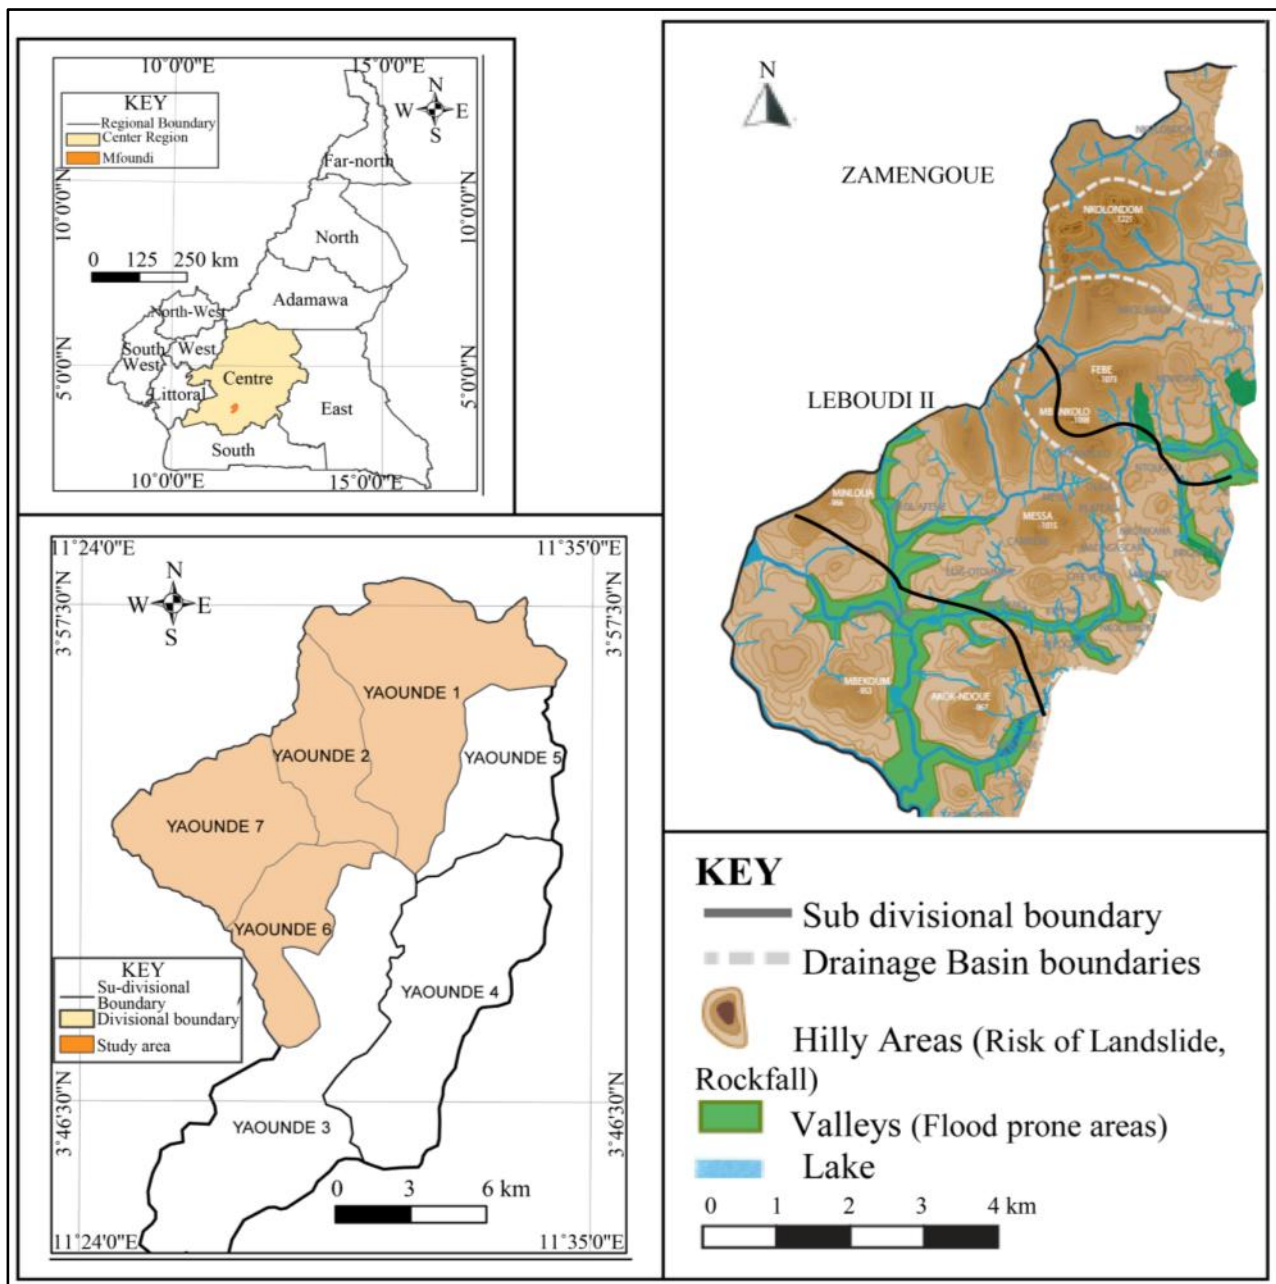 10°0'0"E 15°0'0"E
KEY
Regional Boundary
Center Region
Mfoundi
N
W E
S
Far-north
10°0'0"N
10°0'0"N
North
0 125 250 km
Adamawa
North-West
South
West
West
Centre
Littoral
East
South
5°0'0"N
5°0'0"N
10°0'0"E 15°0'0"E
11°24'0"E 11°35'0"E
N
W E
S
3°57'30"N
3°57'30"N
YAOUNDE 1
YAOUNDE 2
YAOUNDE 5
YAOUNDE 7
YAOUNDE 6
YAOUNDE 4
YAOUNDE 3
KEY
Su-divisional
Boundary
Divisional boundary
Study area
3°46'30"N
3°46'30"N
0 3 6 km
11°24'0"E 11°35'0"E
N
ZAMENGOUE
NKOLONDOM
LEBOUDI II
FEBE
-1073
MINLOUA
MESSA
-1015
MBEKDUM
AKOK-NDOUE
KEY
Sub divisional boundary
Drainage Basin boundaries
Hilly Areas (Risk of Landslide,
Rockfall)
Valleys (Flood prone areas)
Lake
0 1 2 3 4 km